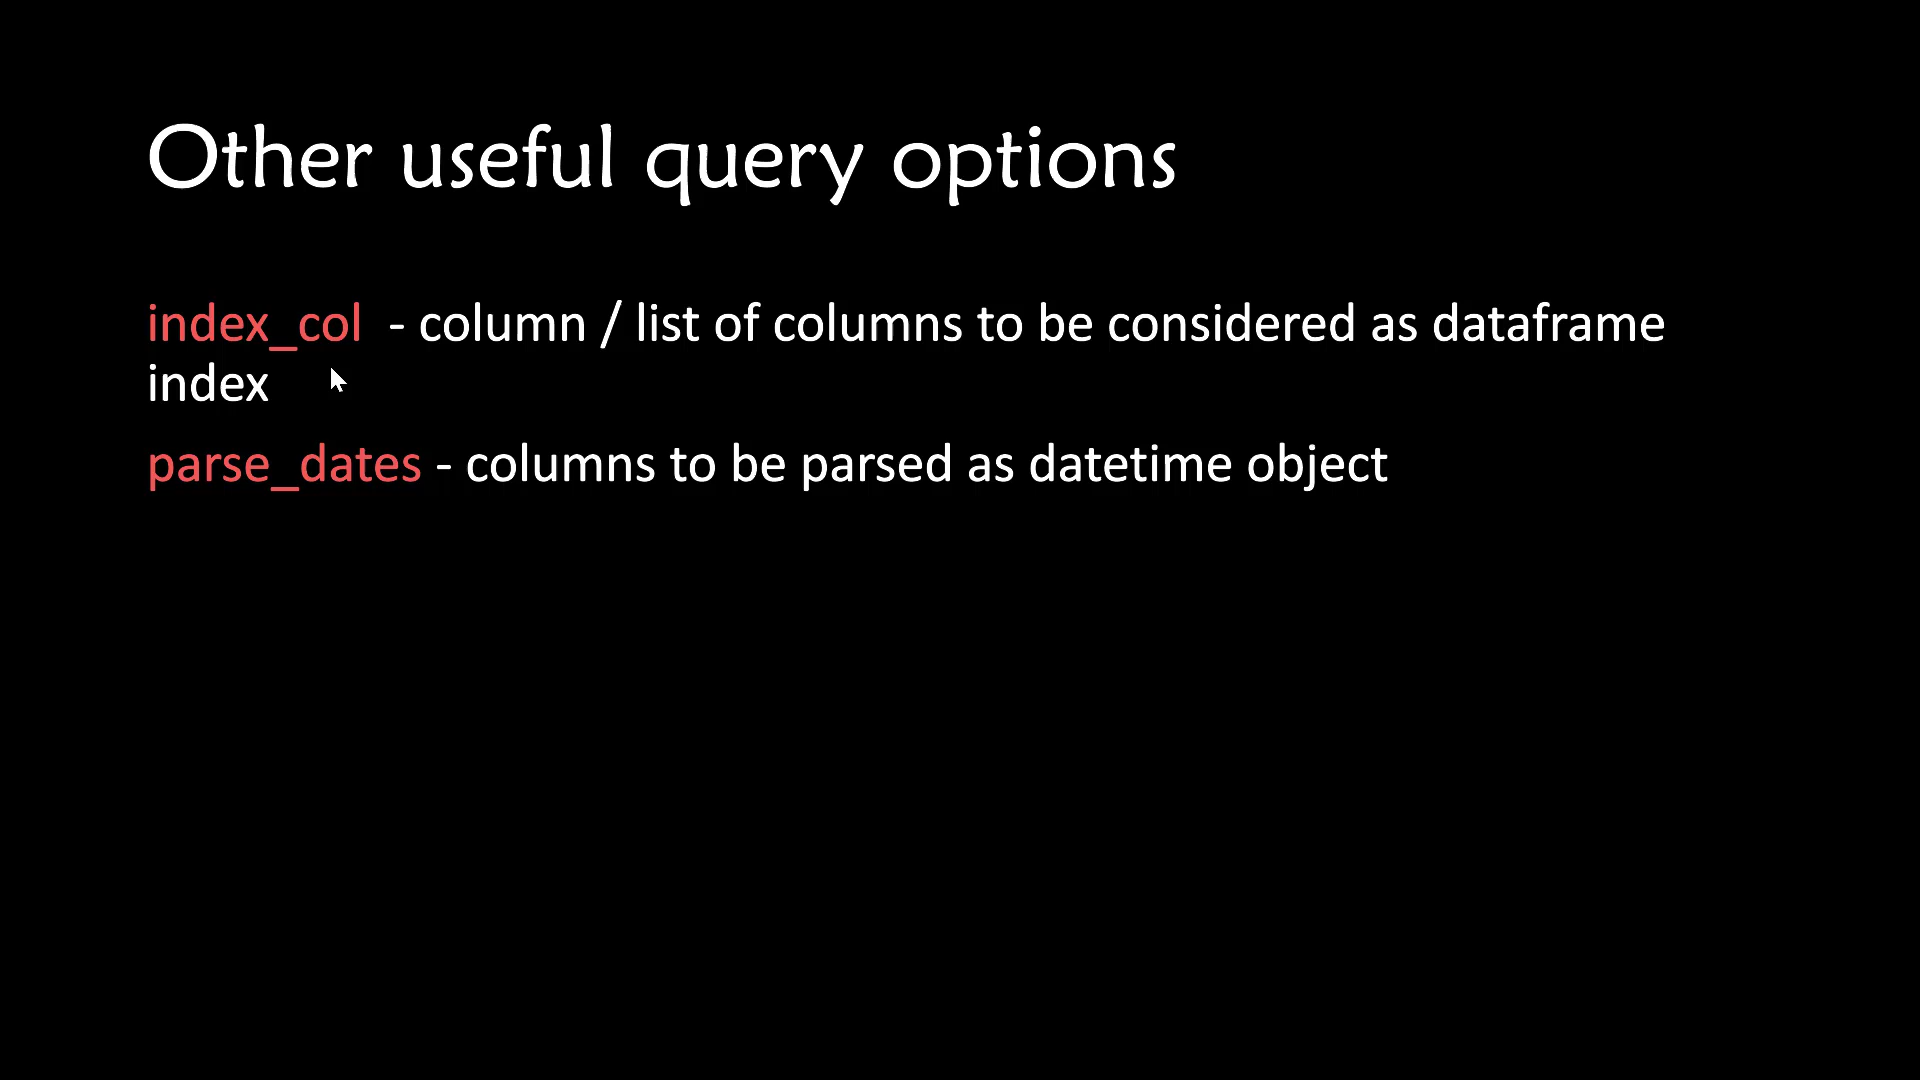 Other useful query options
index_col - column / list of columns to be considered as dataframe
index
parse_dates - columns to be parsed as datetime object